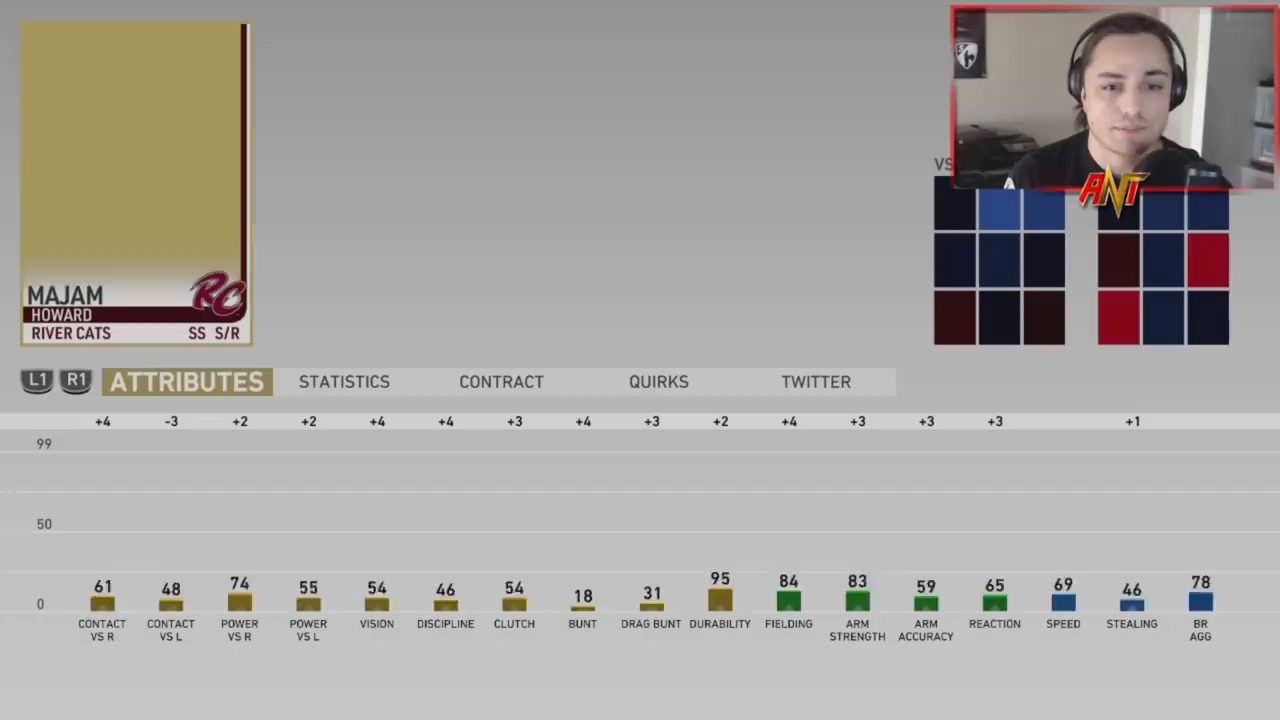 VS
ANT
MAJAM
HOWARD
RC
RIVER CATS SS S/R
L1 R1 ATTRIBUTES STATISTICS CONTRACT QUIRKS TWITTER
+4 -3 +2 +2 +4 +4 +3 +4 +3 +2 +4 +3 +3 +3 +1
99
50
0
61 48 74 55 54 46 54 18 31 95 84 83 59 65 69 46 78
CONTACT POWER POWER VISION DISCIPLINE CLUTCH BUNT DRAG BUNT DURABILITY FIELDING ARM ARM REACTION SPEED STEALING BR
VS R VS L VS R VS L STRENGTH ACCURACY AGG